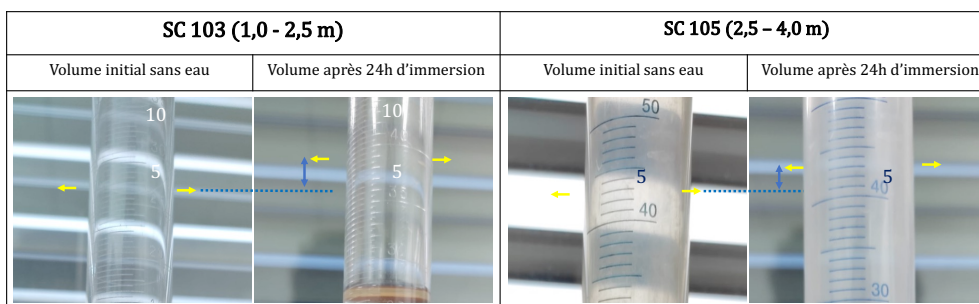 SC 103 (1,0 - 2,5 m)
SC 105 (2,5 – 4,0 m)
Volume initial sans eau
Volume après 24h d'immersion
Volume initial sans eau
Volume après 24h d'immersion
10
5
10
5
50
5
40
5
40
30